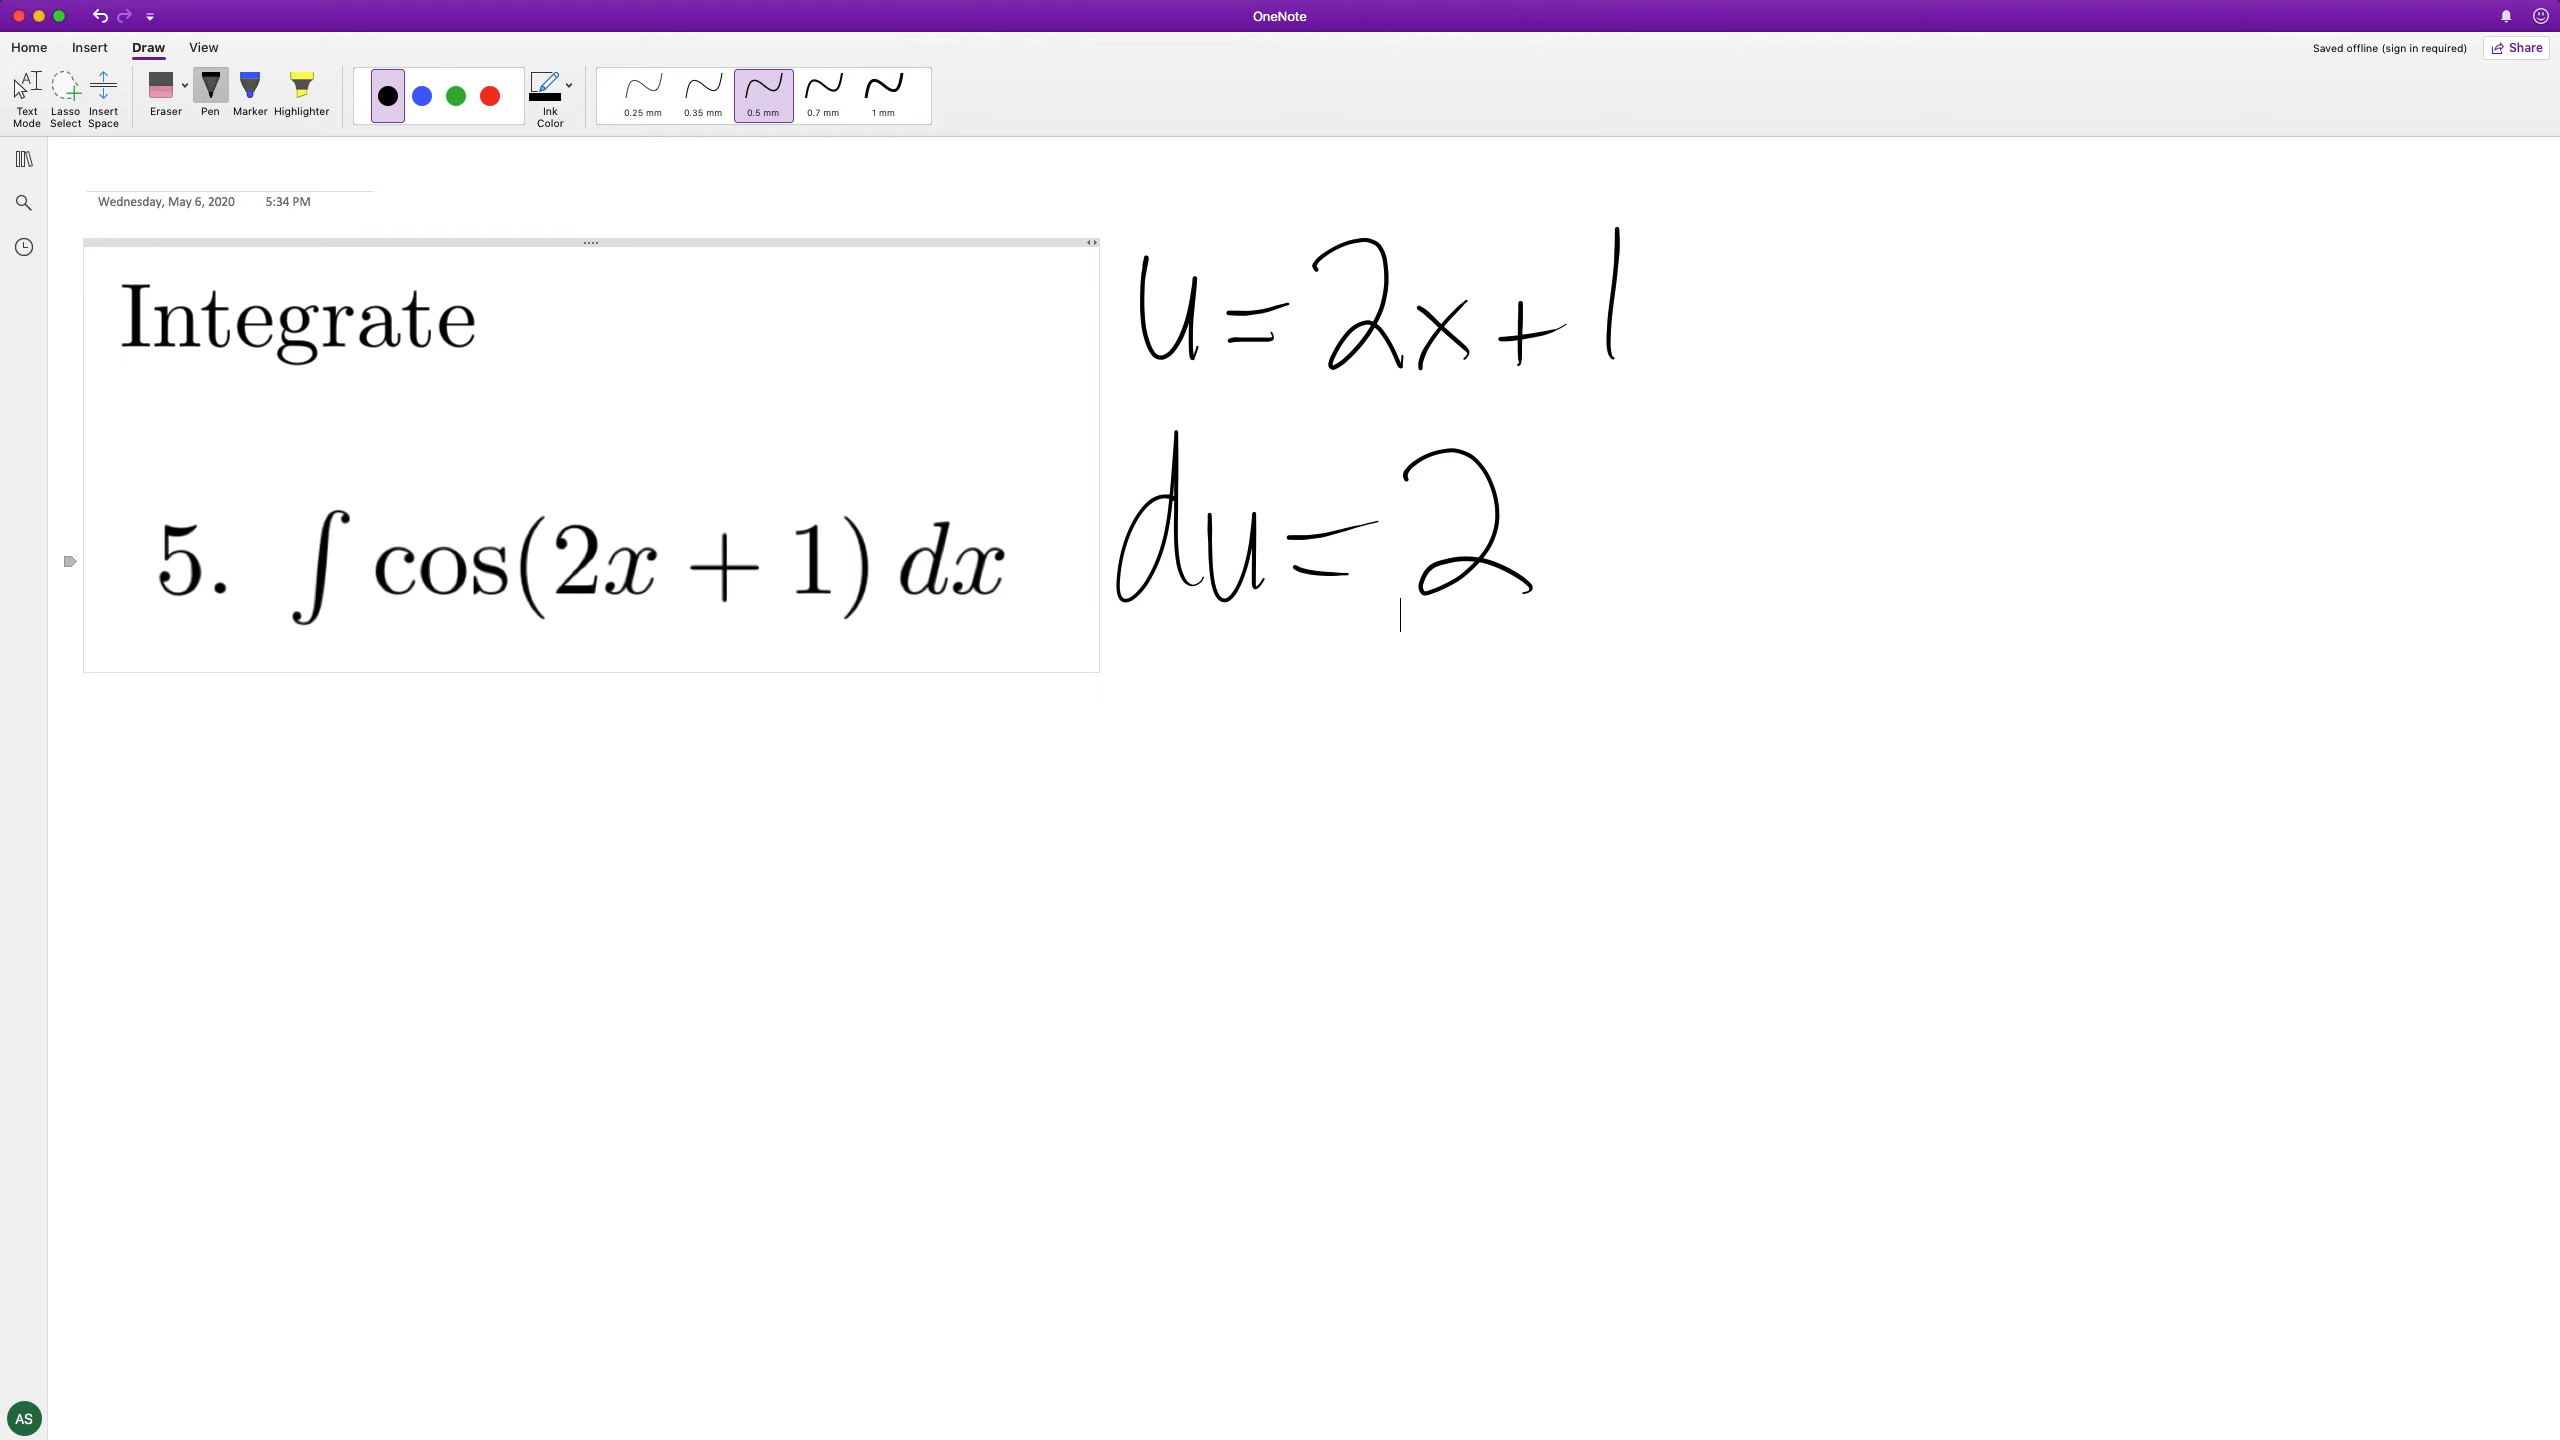 OneNote
Home Insert Draw View
Saved offline (sign in required) Share
Text Mode Lasso Select Insert Space Eraser Pen Marker Highlighter Ink Color 0.25 mm 0.35 mm 0.5 mm 0.7 mm 1 mm
Wednesday, May 6, 2020 5:34 PM
Integrate
5. ∫ cos(2x + 1) dx
u=2x+1
du=2
AS